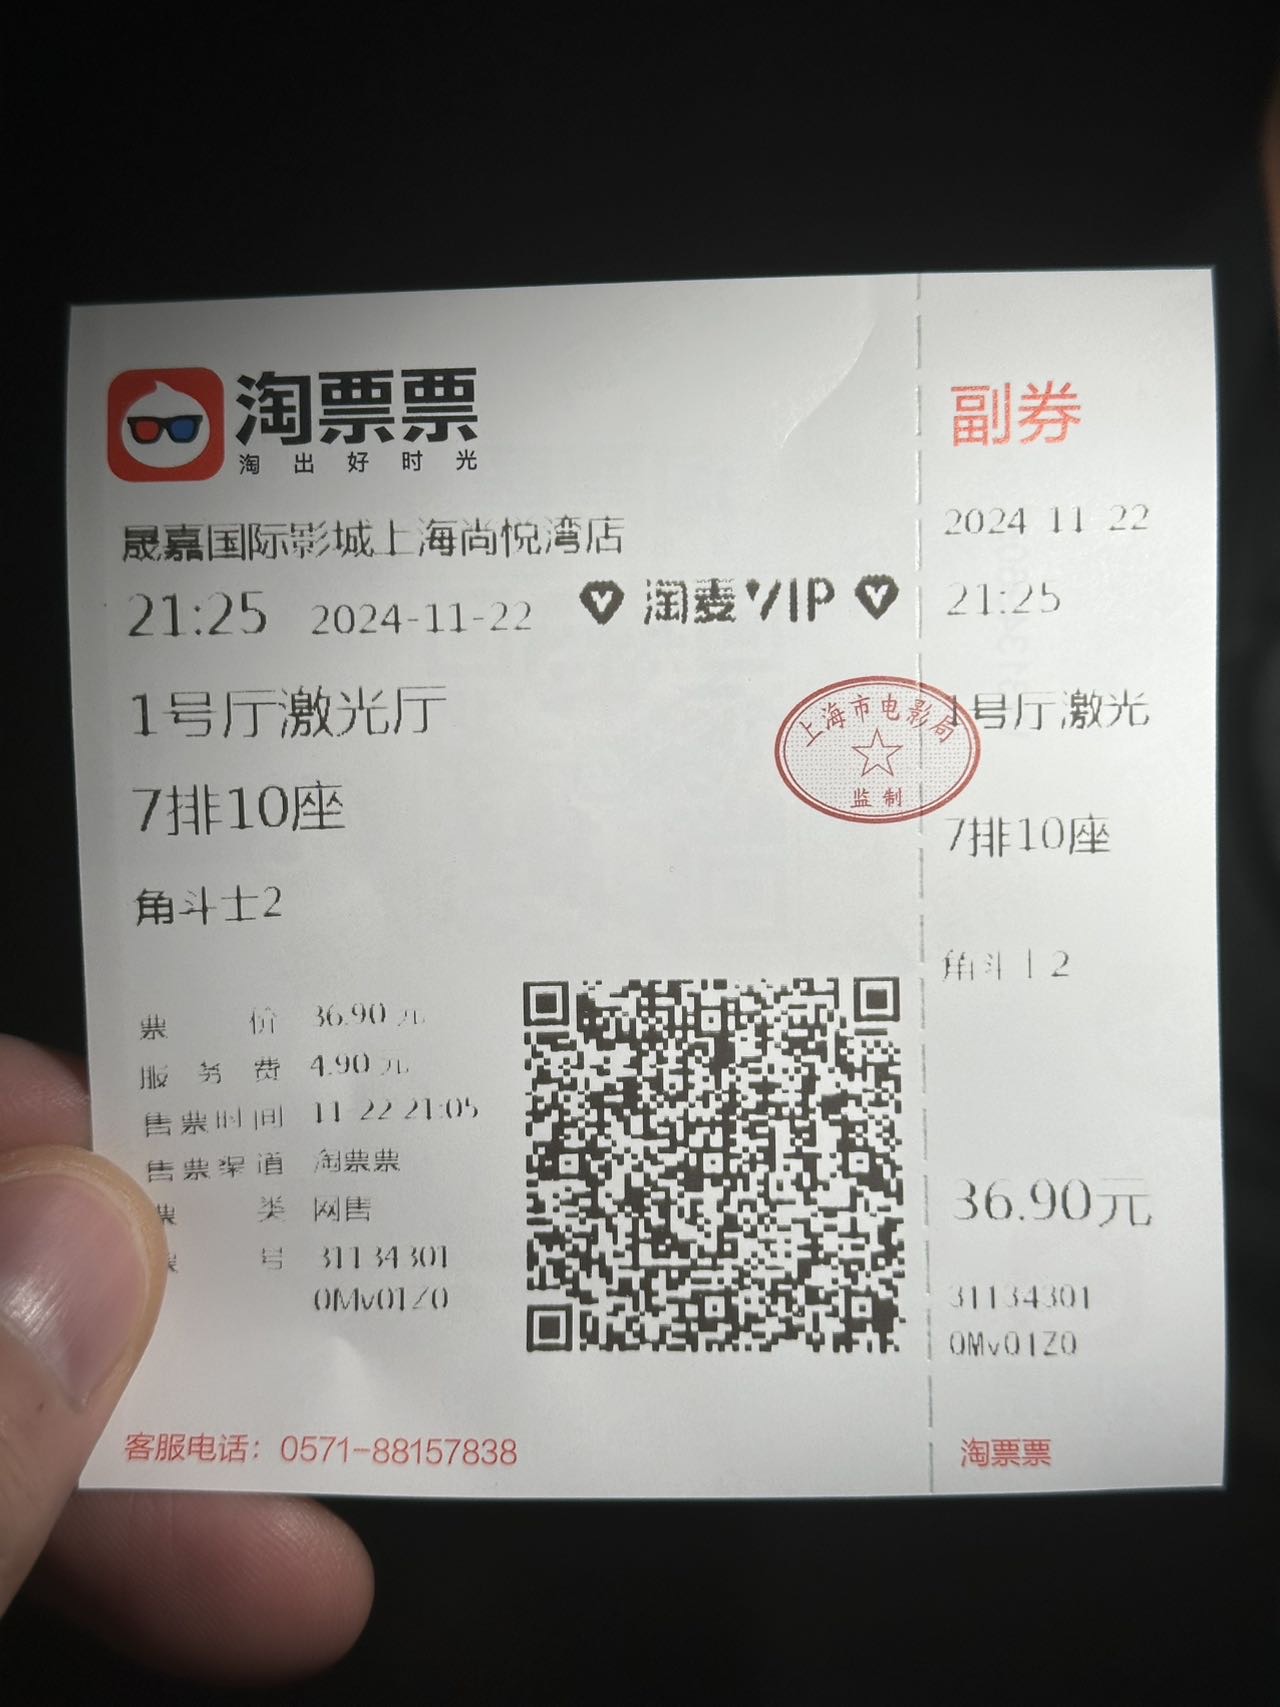 淘票票
淘出好时光
晟嘉国际影城上海尚悦湾店
21:25 2024-11-22 淘麦VIP
1号厅激光厅
7排10座
角斗士2
票价 36.90元
服务费 4.90元
售票时间 11-22 21:05
售票渠道 淘票票
票类 网售
号 31134301
0Mv01Z0
客服电话：0571-88157838
上海市电影局
监制
副券
2024-11-22
21:25
1号厅激光
7排10座
角斗士2
36.90元
31134301
0Mv01Z0
淘票票